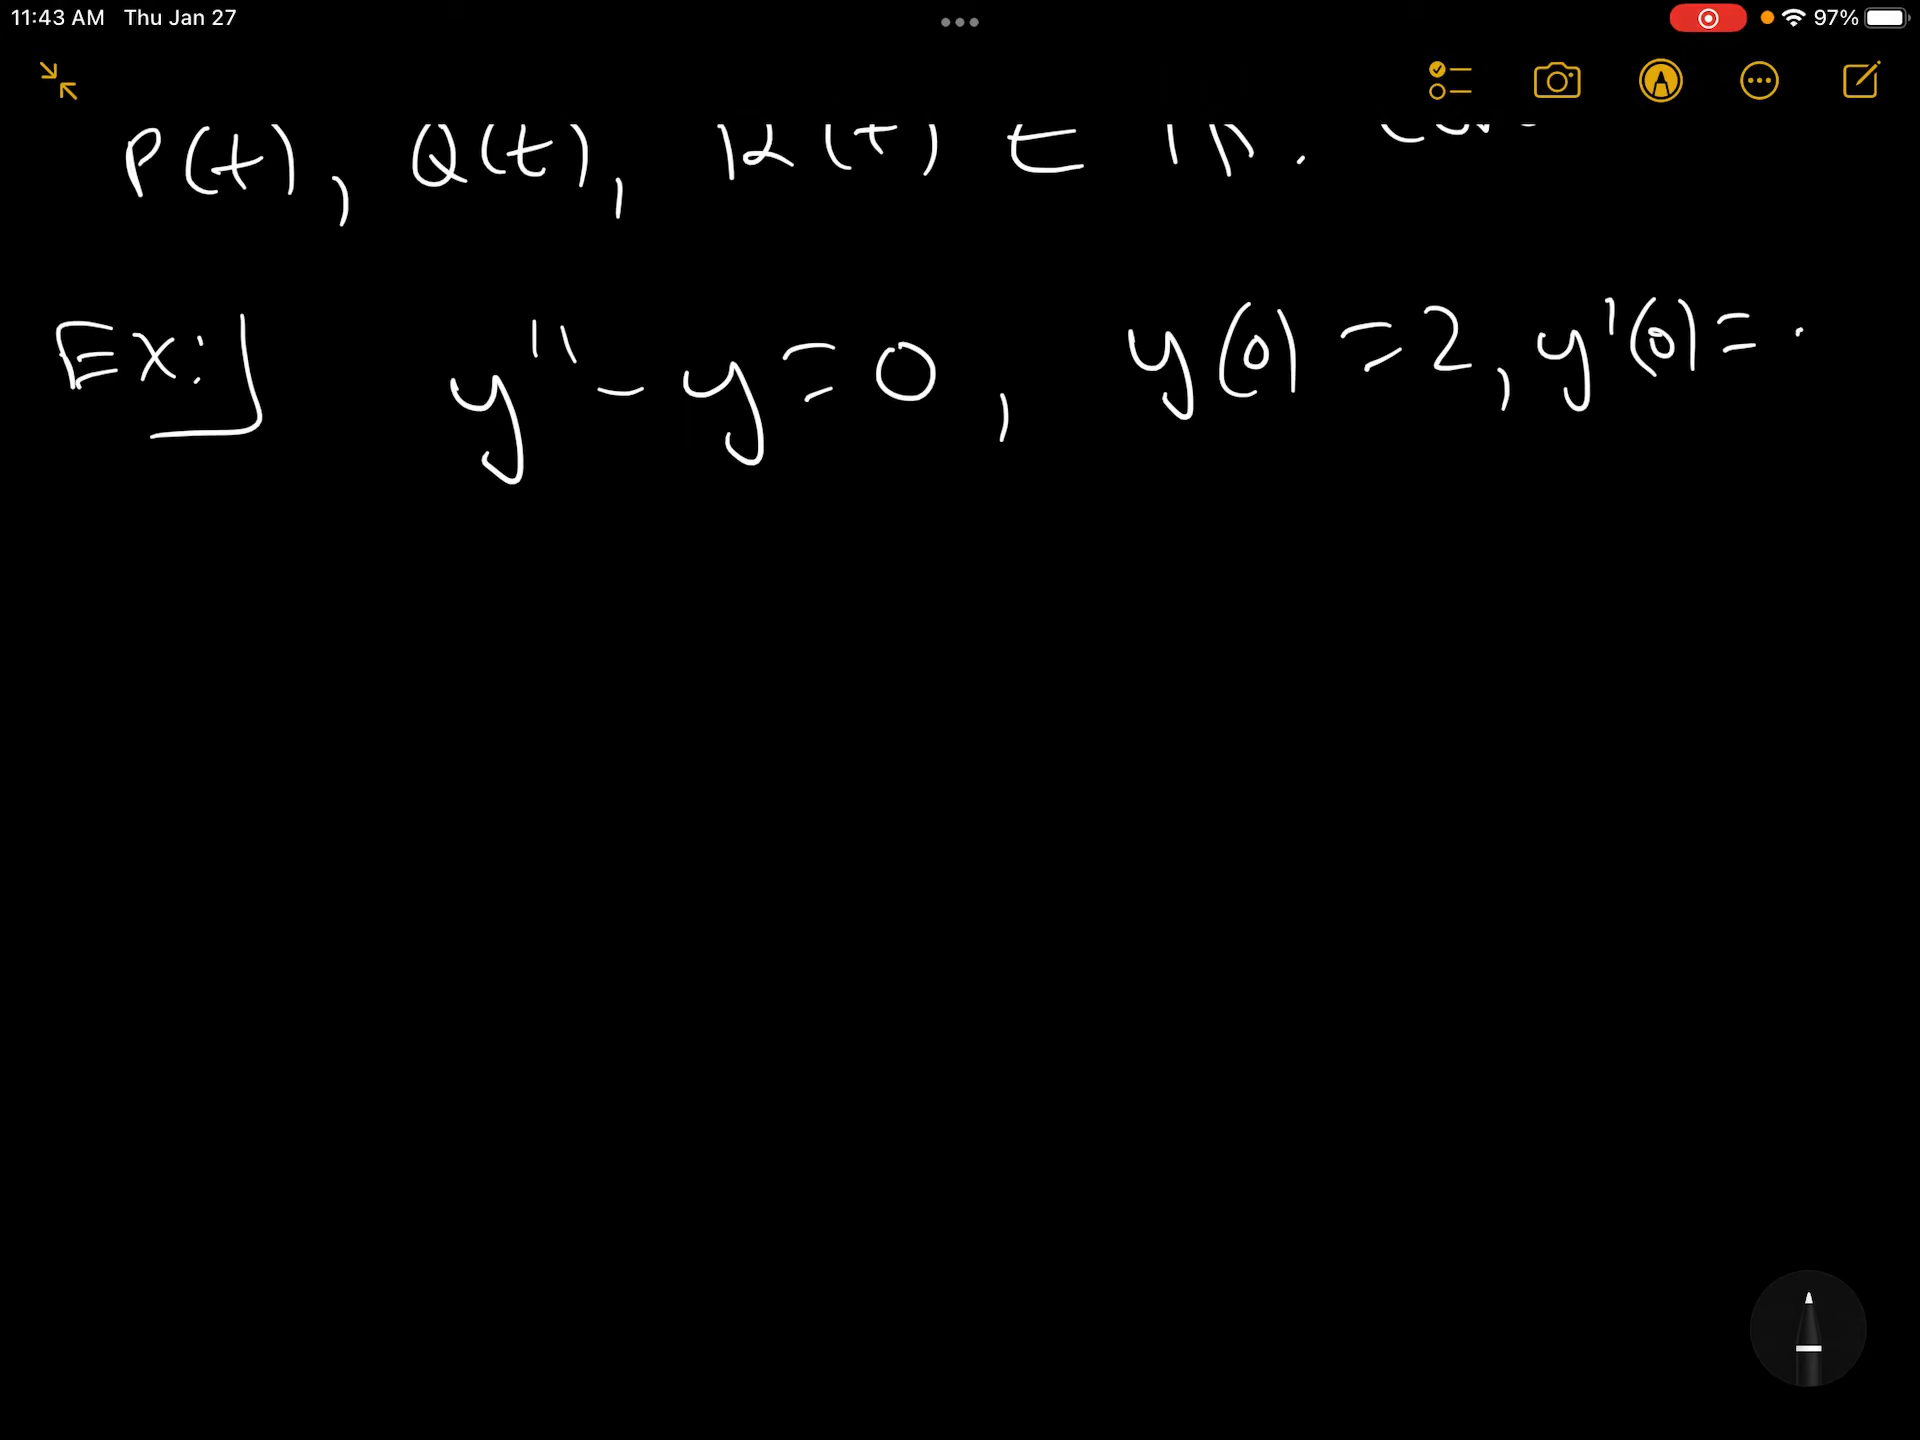 11:43 AM Thu Jan 27 97%
P(t), Q(t), R(t) ∈
Ex:] y'' - y = 0, y(0) = 2, y'(0) =